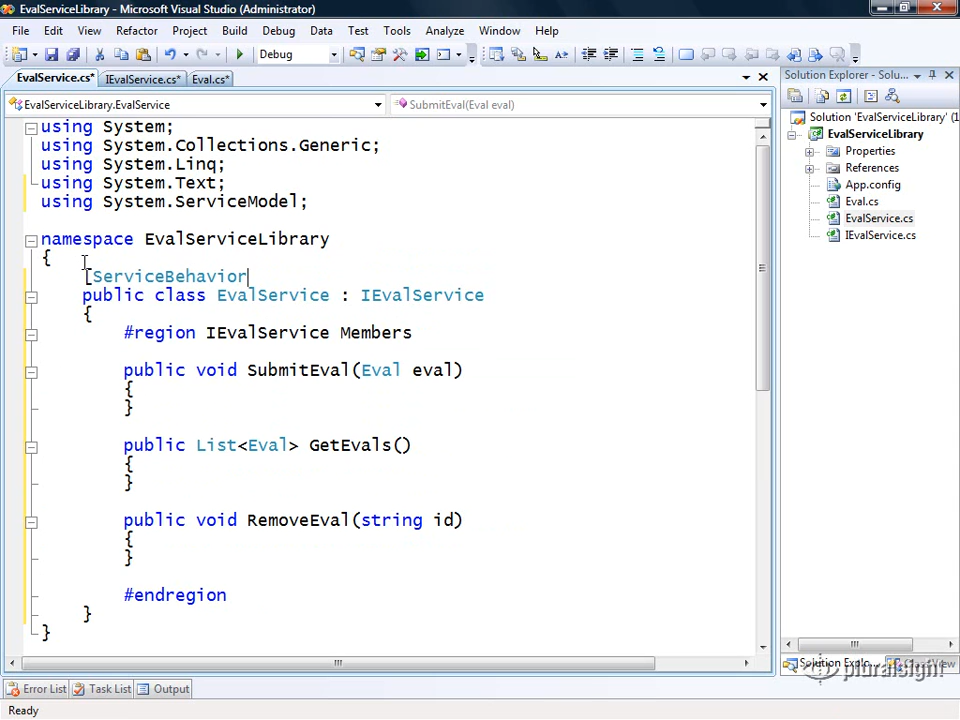 EvalServiceLibrary - Microsoft Visual Studio (Administrator)
File Edit View Refactor Project Build Debug Data Test Tools Analyze Window Help
Debug
EvalService.cs* IEvalService.cs* Eval.cs*
Solution Explorer - Solu...
EvalServiceLibrary.EvalService
SubmitEval(Eval eval)
using System;
using System.Collections.Generic;
using System.Linq;
using System.Text;
using System.ServiceModel;
namespace EvalServiceLibrary
{
[ServiceBehavior
public class EvalService : IEvalService
{
#region IEvalService Members
public void SubmitEval(Eval eval)
{
}
public List<Eval> GetEvals()
{
}
public void RemoveEval(string id)
{
}
#endregion
}
}
Solution 'EvalServiceLibrary' (1
EvalServiceLibrary
Properties
References
App.config
Eval.cs
EvalService.cs
IEvalService.cs
Solution Explo...
pluralsight
Error List Task List Output
Ready